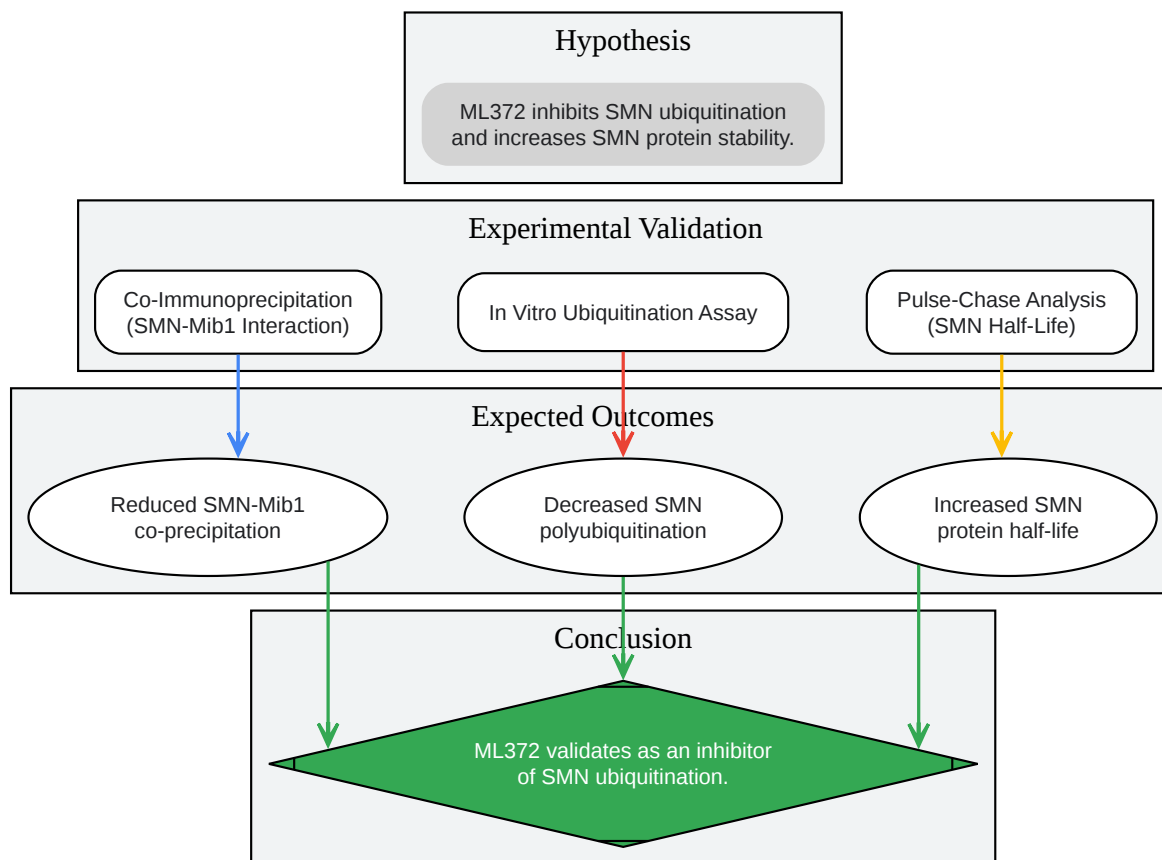 Hypothesis
ML372 inhibits SMN ubiquitination
and increases SMN protein stability.
Experimental Validation
Co-Immunoprecipitation
(SMN-Mib1 Interaction)
In Vitro Ubiquitination Assay
Pulse-Chase Analysis
(SMN Half-Life)
Expected Outcomes
Reduced SMN-Mib1
co-precipitation
Decreased SMN
polyubiquitination
Increased SMN
protein half-life
Conclusion
ML372 validates as an inhibitor
of SMN ubiquitination.